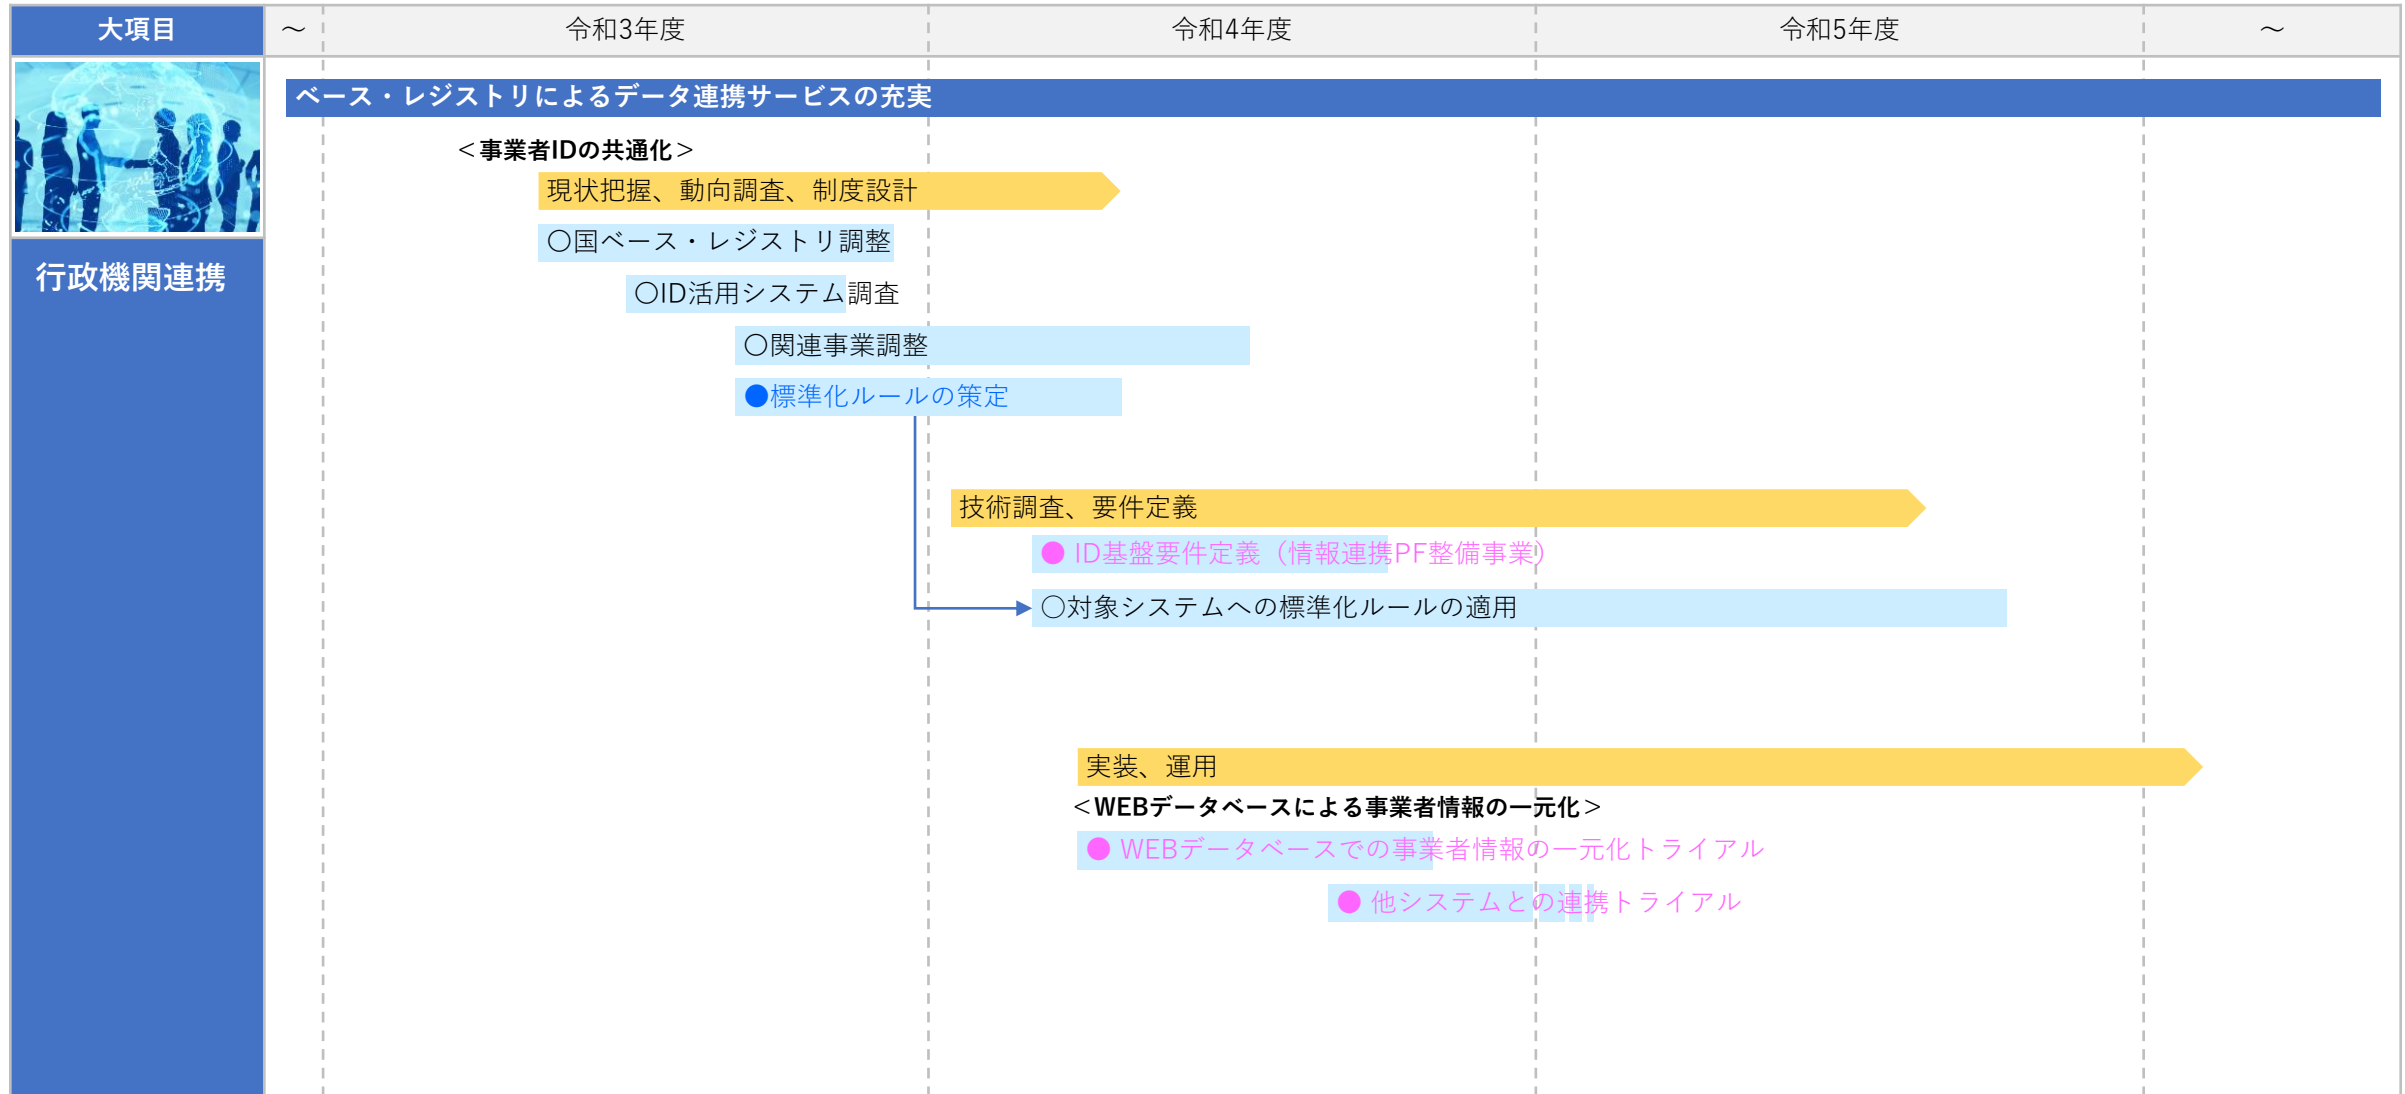 大項目
～
令和3年度
令和4年度
令和5年度
～
行政機関連携
ベース・レジストリによるデータ連携サービスの充実
＜事業者IDの共通化＞
現状把握、動向調査、制度設計
○国ベース・レジストリ調整
○ID活用システム調査
○関連事業調整
●標準化ルールの策定
技術調査、要件定義
● ID基盤要件定義（情報連携PF整備事業）
○対象システムへの標準化ルールの適用
実装、運用
＜WEBデータベースによる事業者情報の一元化＞
● WEBデータベースでの事業者情報の一元化トライアル
● 他システムとの連携トライアル